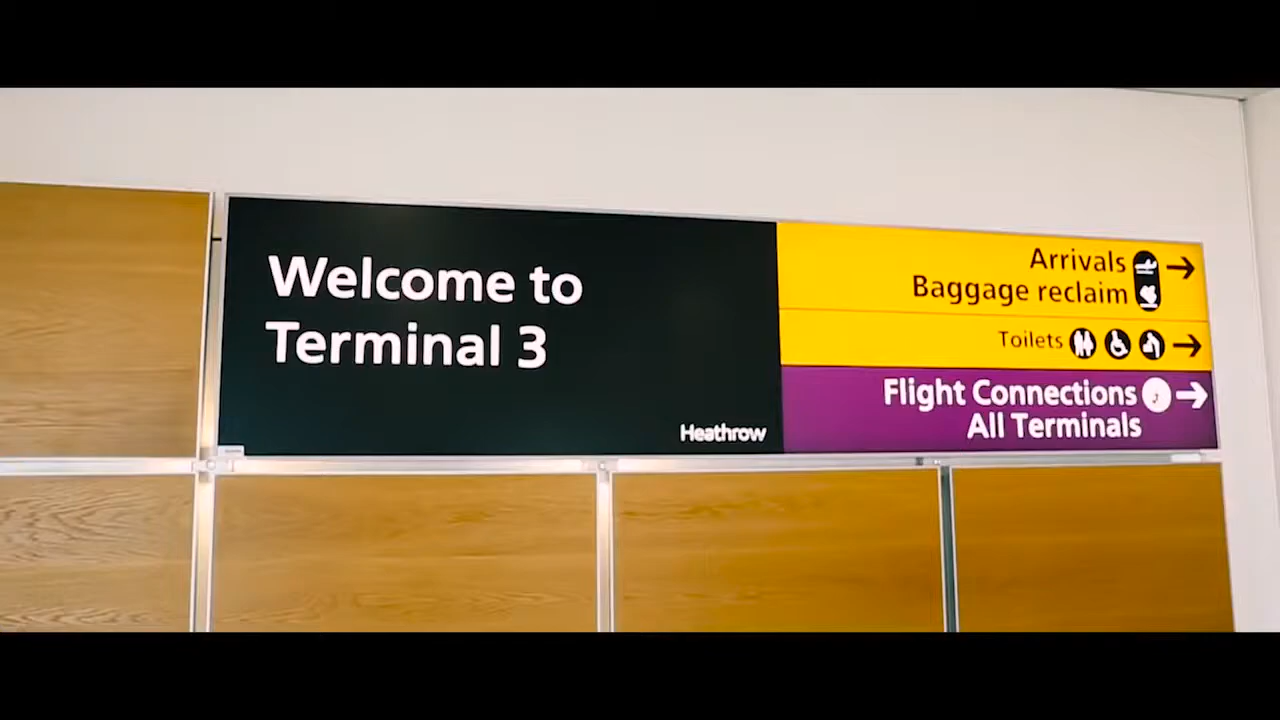 Welcome to
Terminal 3
Heathrow
Arrivals
Baggage reclaim
Toilets
Flight Connections
All Terminals